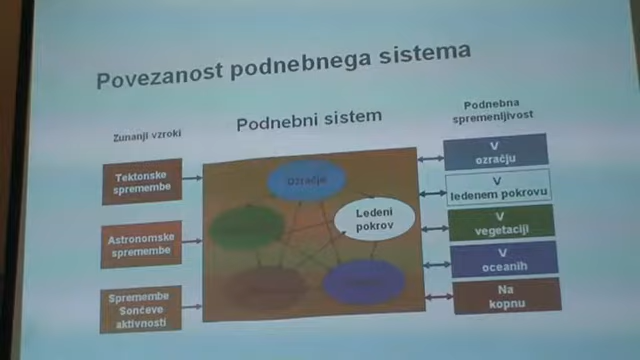 Povezanost podnebnega sistema
Zunanji vzroki
Podnebni sistem
Podnebna
spremenljivost
Tektonske
spremembe
Astronomske
spremembe
Spremembe
Sončeve
aktivnosti
Ozračje
Ledeni
pokrov
V
ozračju
V
ledenem pokrovu
V
vegetaciji
V
oceanih
Na
kopnu